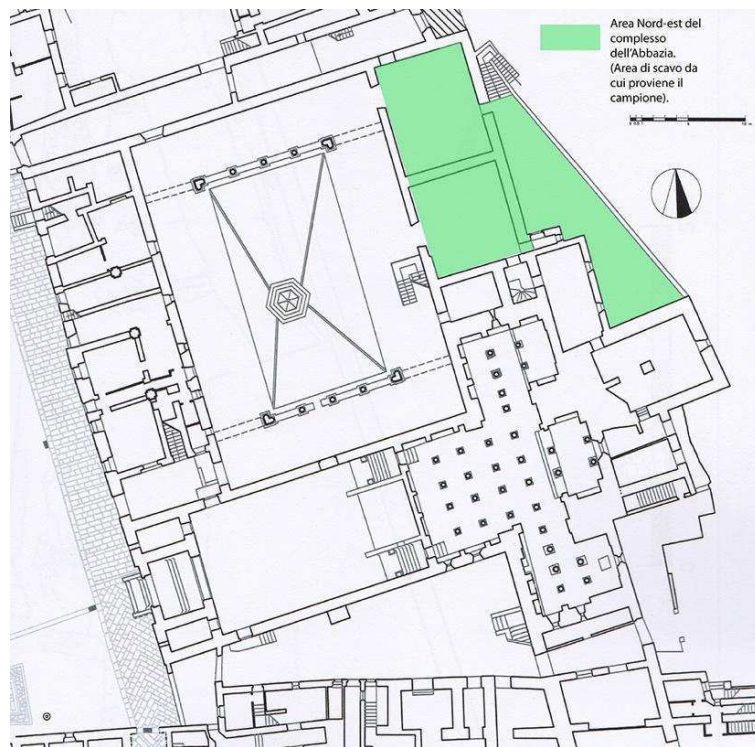 Area Nord-est del
complesso
dell'Abbazia.
(Area di scavo da
cui proviene il
campione).